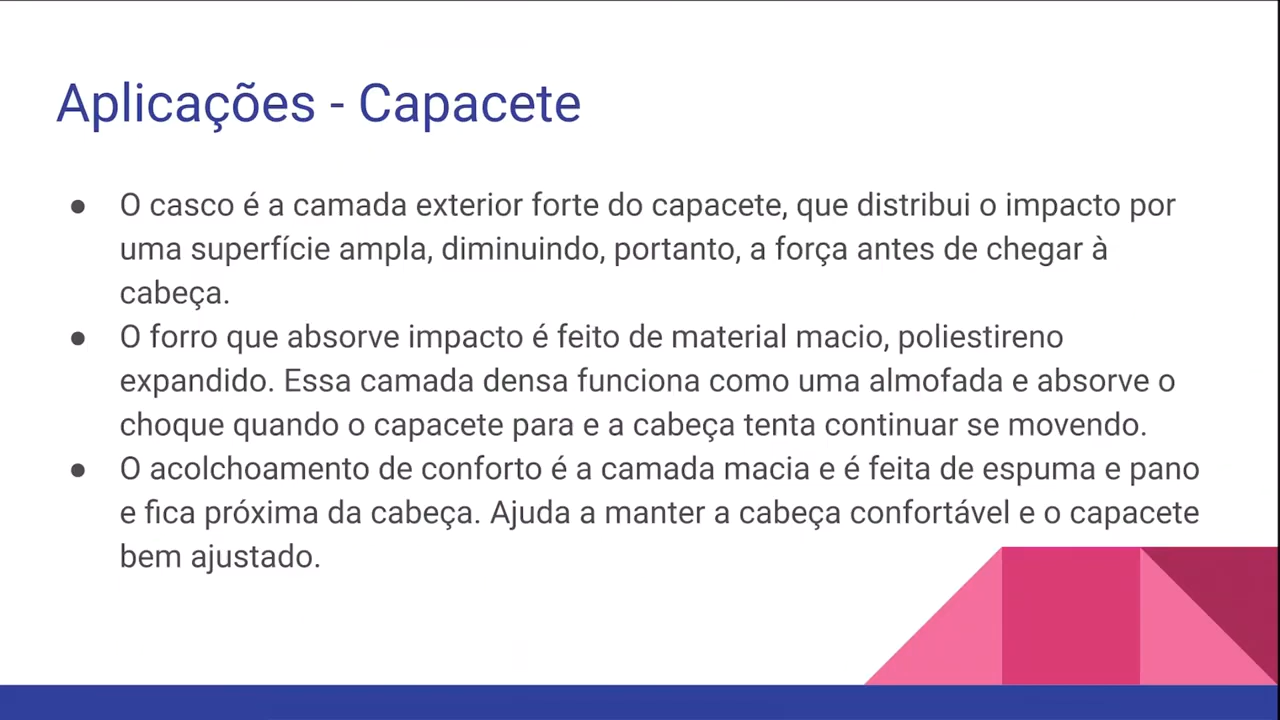 Aplicações - Capacete
● O casco é a camada exterior forte do capacete, que distribui o impacto por
uma superfície ampla, diminuindo, portanto, a força antes de chegar à
cabeça.
● O forro que absorve impacto é feito de material macio, poliestireno
expandido. Essa camada densa funciona como uma almofada e absorve o
choque quando o capacete para e a cabeça tenta continuar se movendo.
● O acolchoamento de conforto é a camada macia e é feita de espuma e pano
e fica próxima da cabeça. Ajuda a manter a cabeça confortável e o capacete
bem ajustado.